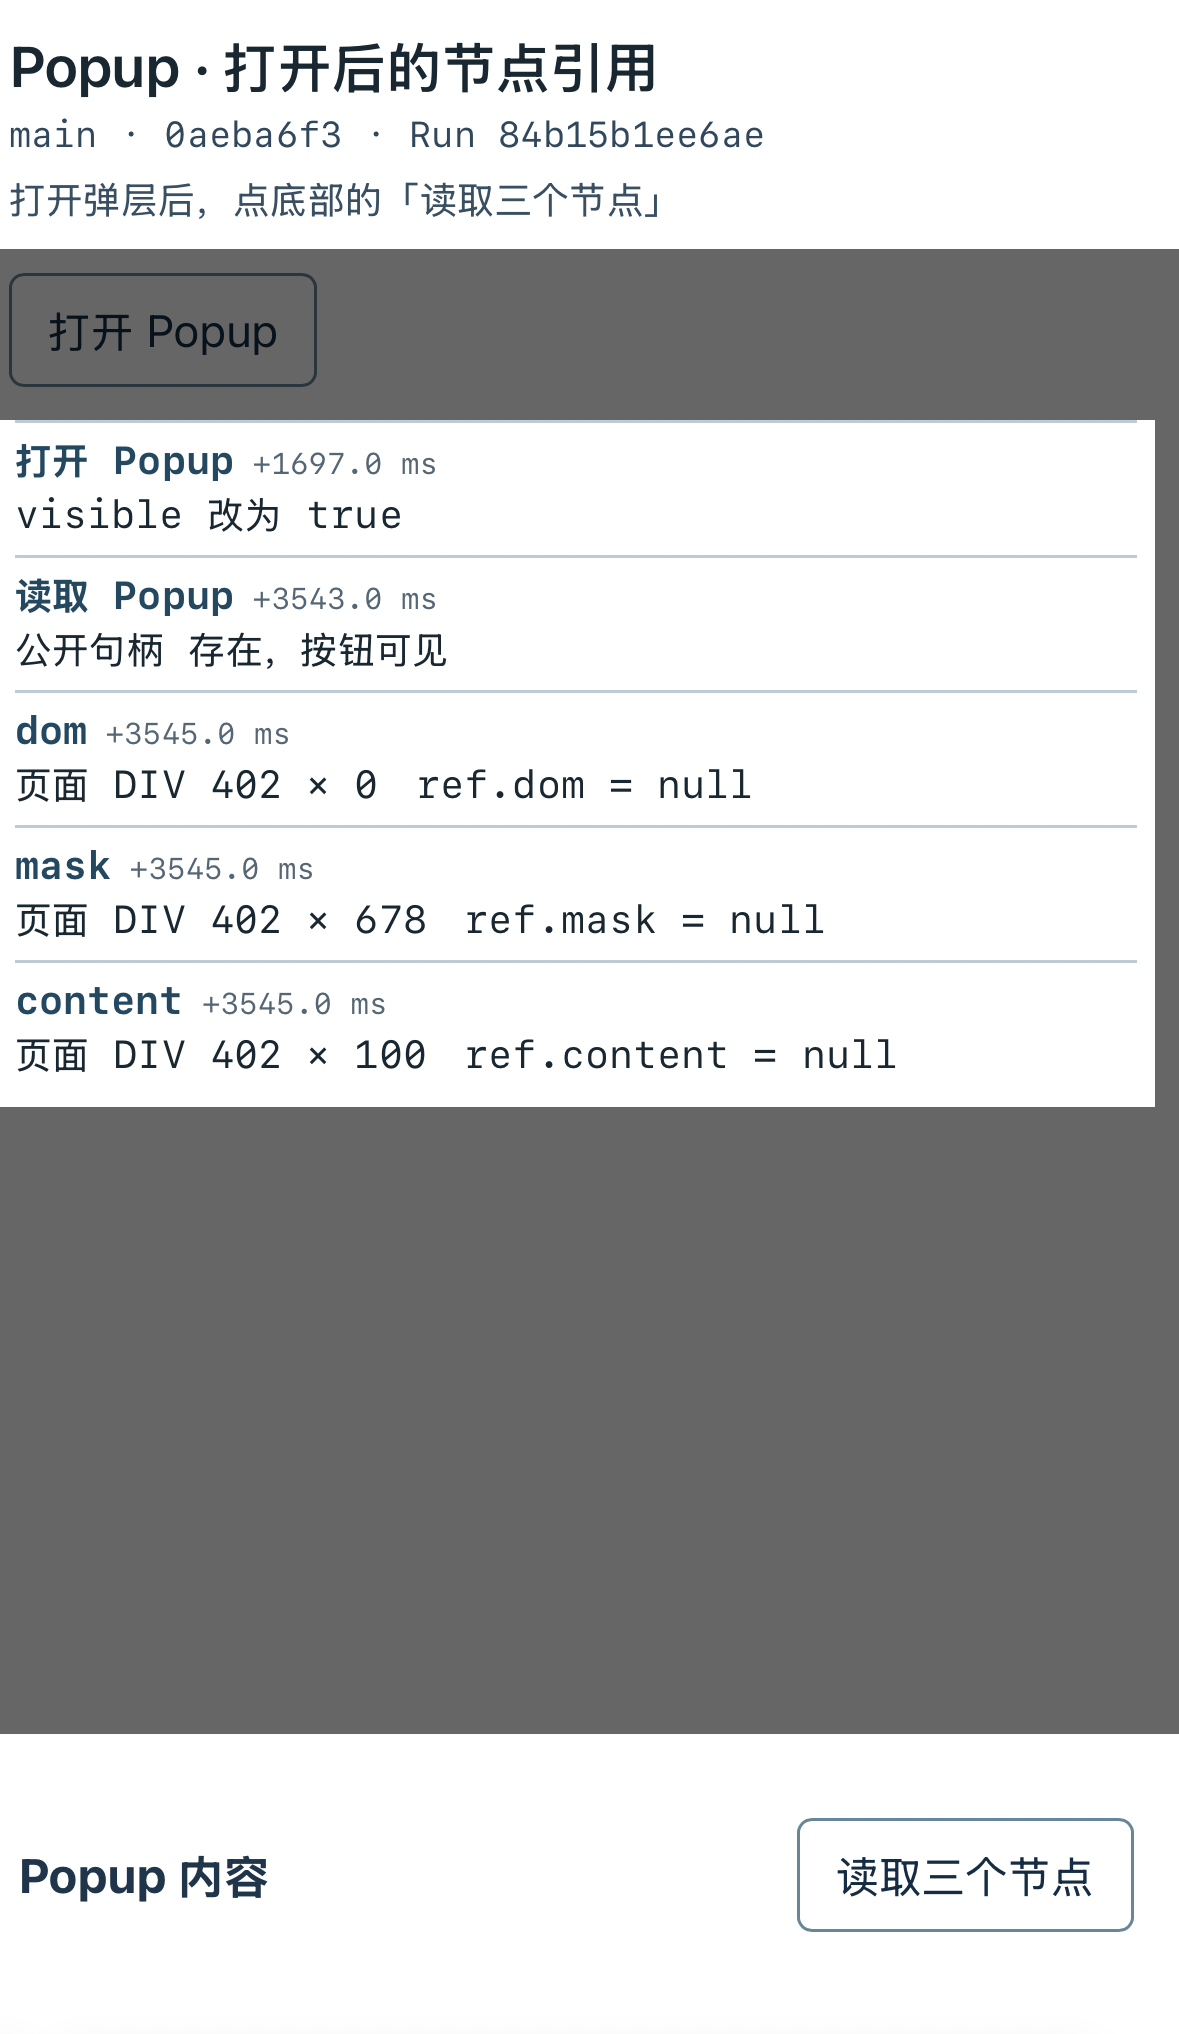 Popup · 打开后的节点引用
main · 0aeba6f3 · Run 84b15b1ee6ae
打开弹层后，点底部的「读取三个节点」
打开 Popup
打开 Popup +1697.0 ms
visible 改为 true
读取 Popup +3543.0 ms
公开句柄 存在，按钮可见
dom +3545.0 ms
页面 DIV 402 × 0 ref.dom = null
mask +3545.0 ms
页面 DIV 402 × 678 ref.mask = null
content +3545.0 ms
页面 DIV 402 × 100 ref.content = null
Popup 内容
读取三个节点